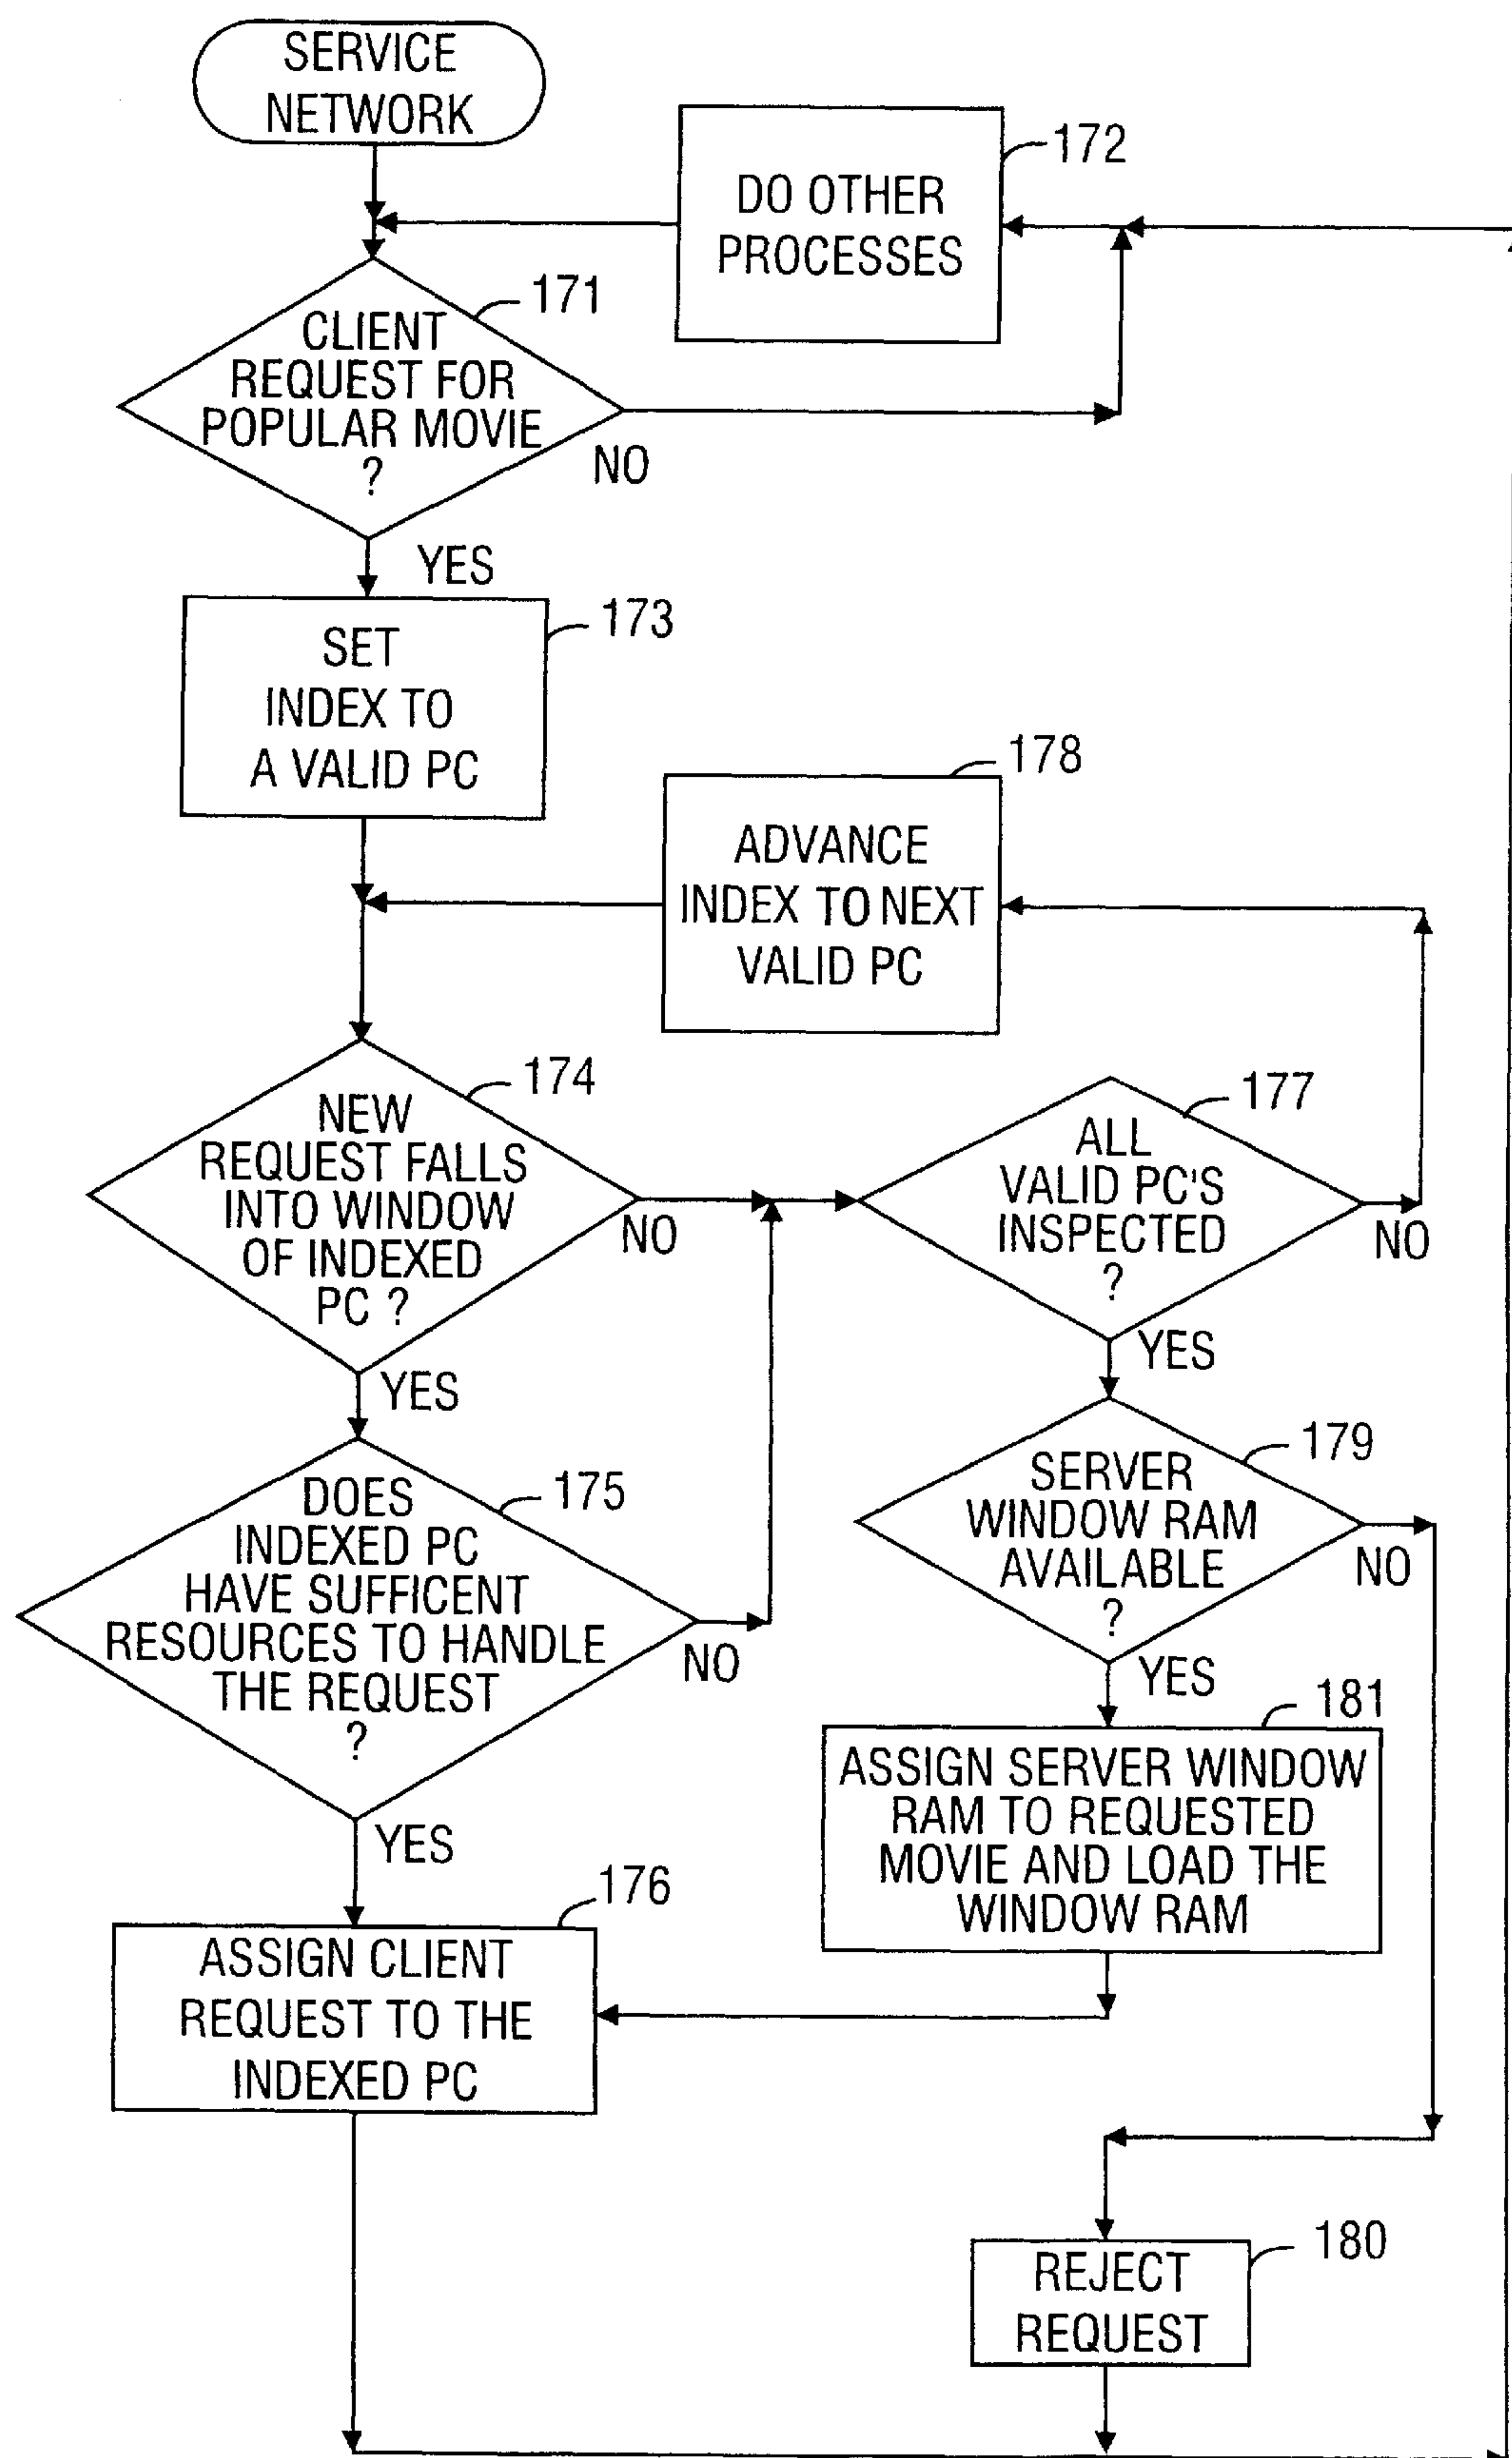 SERVICE
NETWORK
DO OTHER
PROCESSES
172
CLIENT
REQUEST FOR
POPULAR MOVIE
?
171
NO
YES
SET
INDEX TO
A VALID PC
173
ADVANCE
INDEX TO NEXT
VALID PC
178
NEW
REQUEST FALLS
INTO WINDOW
OF INDEXED
PC ?
174
NO
YES
ALL
VALID PC'S
INSPECTED
?
177
NO
YES
DOES
INDEXED PC
HAVE SUFFICENT
RESOURCES TO HANDLE
THE REQUEST
?
175
NO
YES
SERVER
WINDOW RAM
AVAILABLE
?
179
NO
YES
ASSIGN SERVER WINDOW
RAM TO REQUESTED
MOVIE AND LOAD THE
WINDOW RAM
181
ASSIGN CLIENT
REQUEST TO THE
INDEXED PC
176
REJECT
REQUEST
180